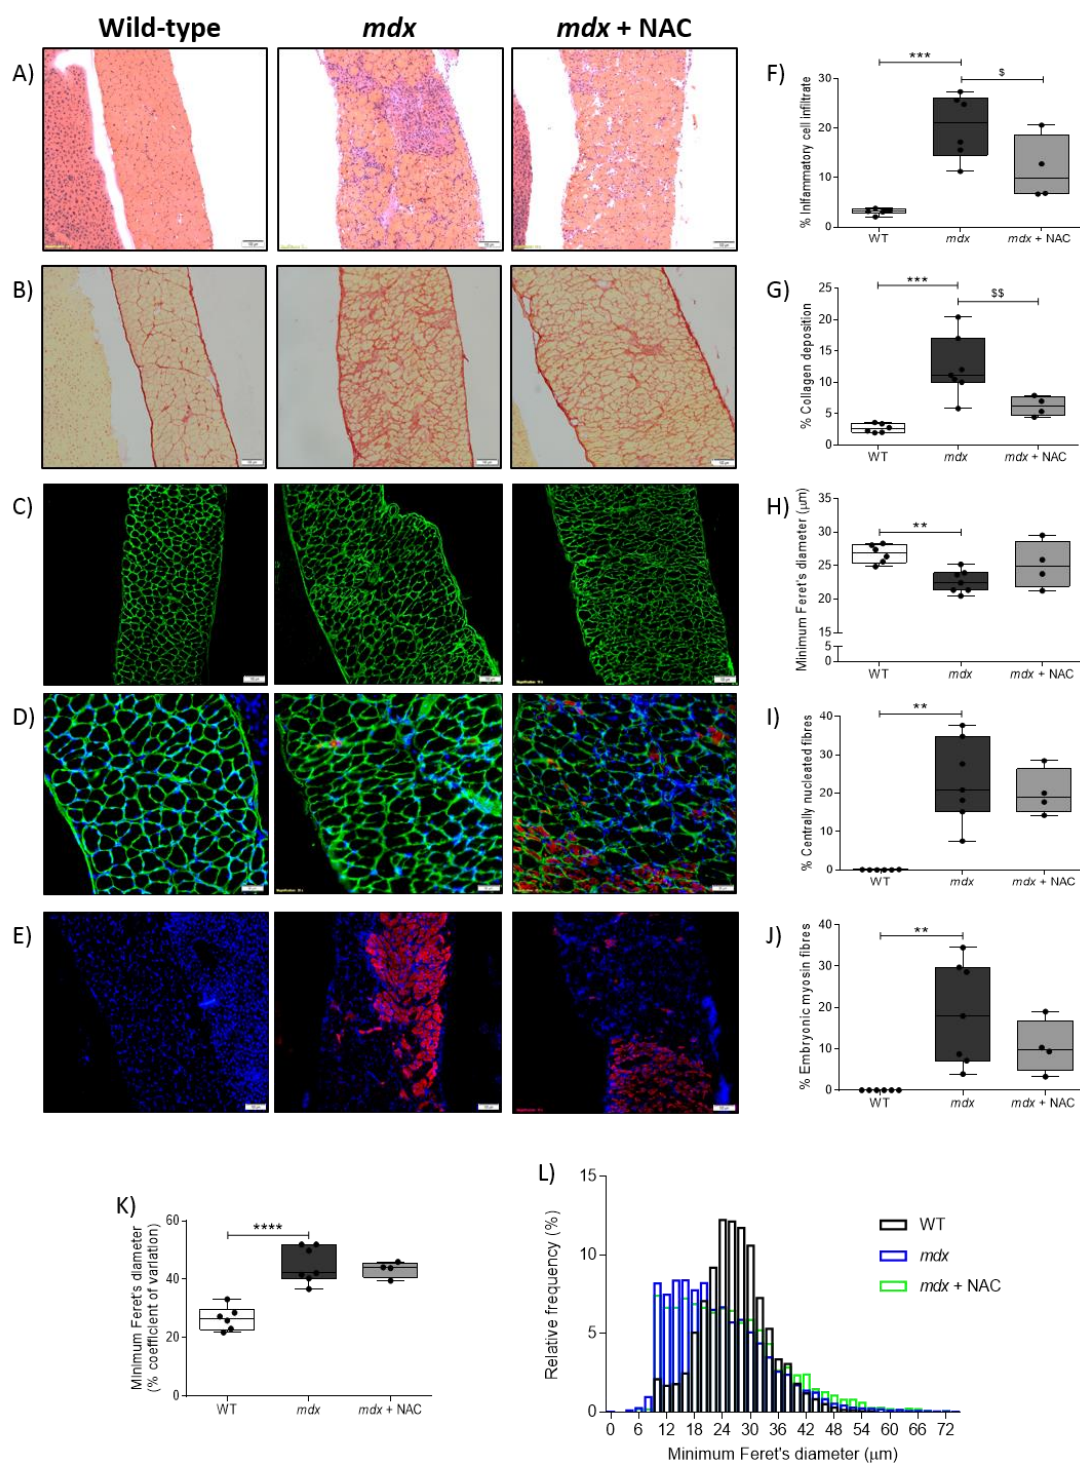 Wild-type mdx mdx + NAC
A)
B)
C)
D)
E)
F)
% Inflammatory cell infiltrate
30
20
10
0
***
$
WT mdx mdx + NAC
G)
% Collagen deposition
25
20
15
10
5
0
***
$$
WT mdx mdx + NAC
H)
Minimum Feret's diameter (μm)
35
30
25
20
15
5
0
**
WT mdx mdx + NAC
I)
% Centrally nucleated fibres
40
30
20
10
0
**
WT mdx mdx + NAC
J)
% Embryonic myosin fibres
40
30
20
10
0
**
WT mdx mdx + NAC
K)
Minimum Feret's diameter
(% coefficient of variation)
60
40
20
0
****
WT mdx mdx + NAC
L)
Relative frequency (%)
15
10
5
0
WT
mdx
mdx + NAC
0 6 12 18 24 30 36 42 48 54 60 66 72
Minimum Feret's diameter (μm)